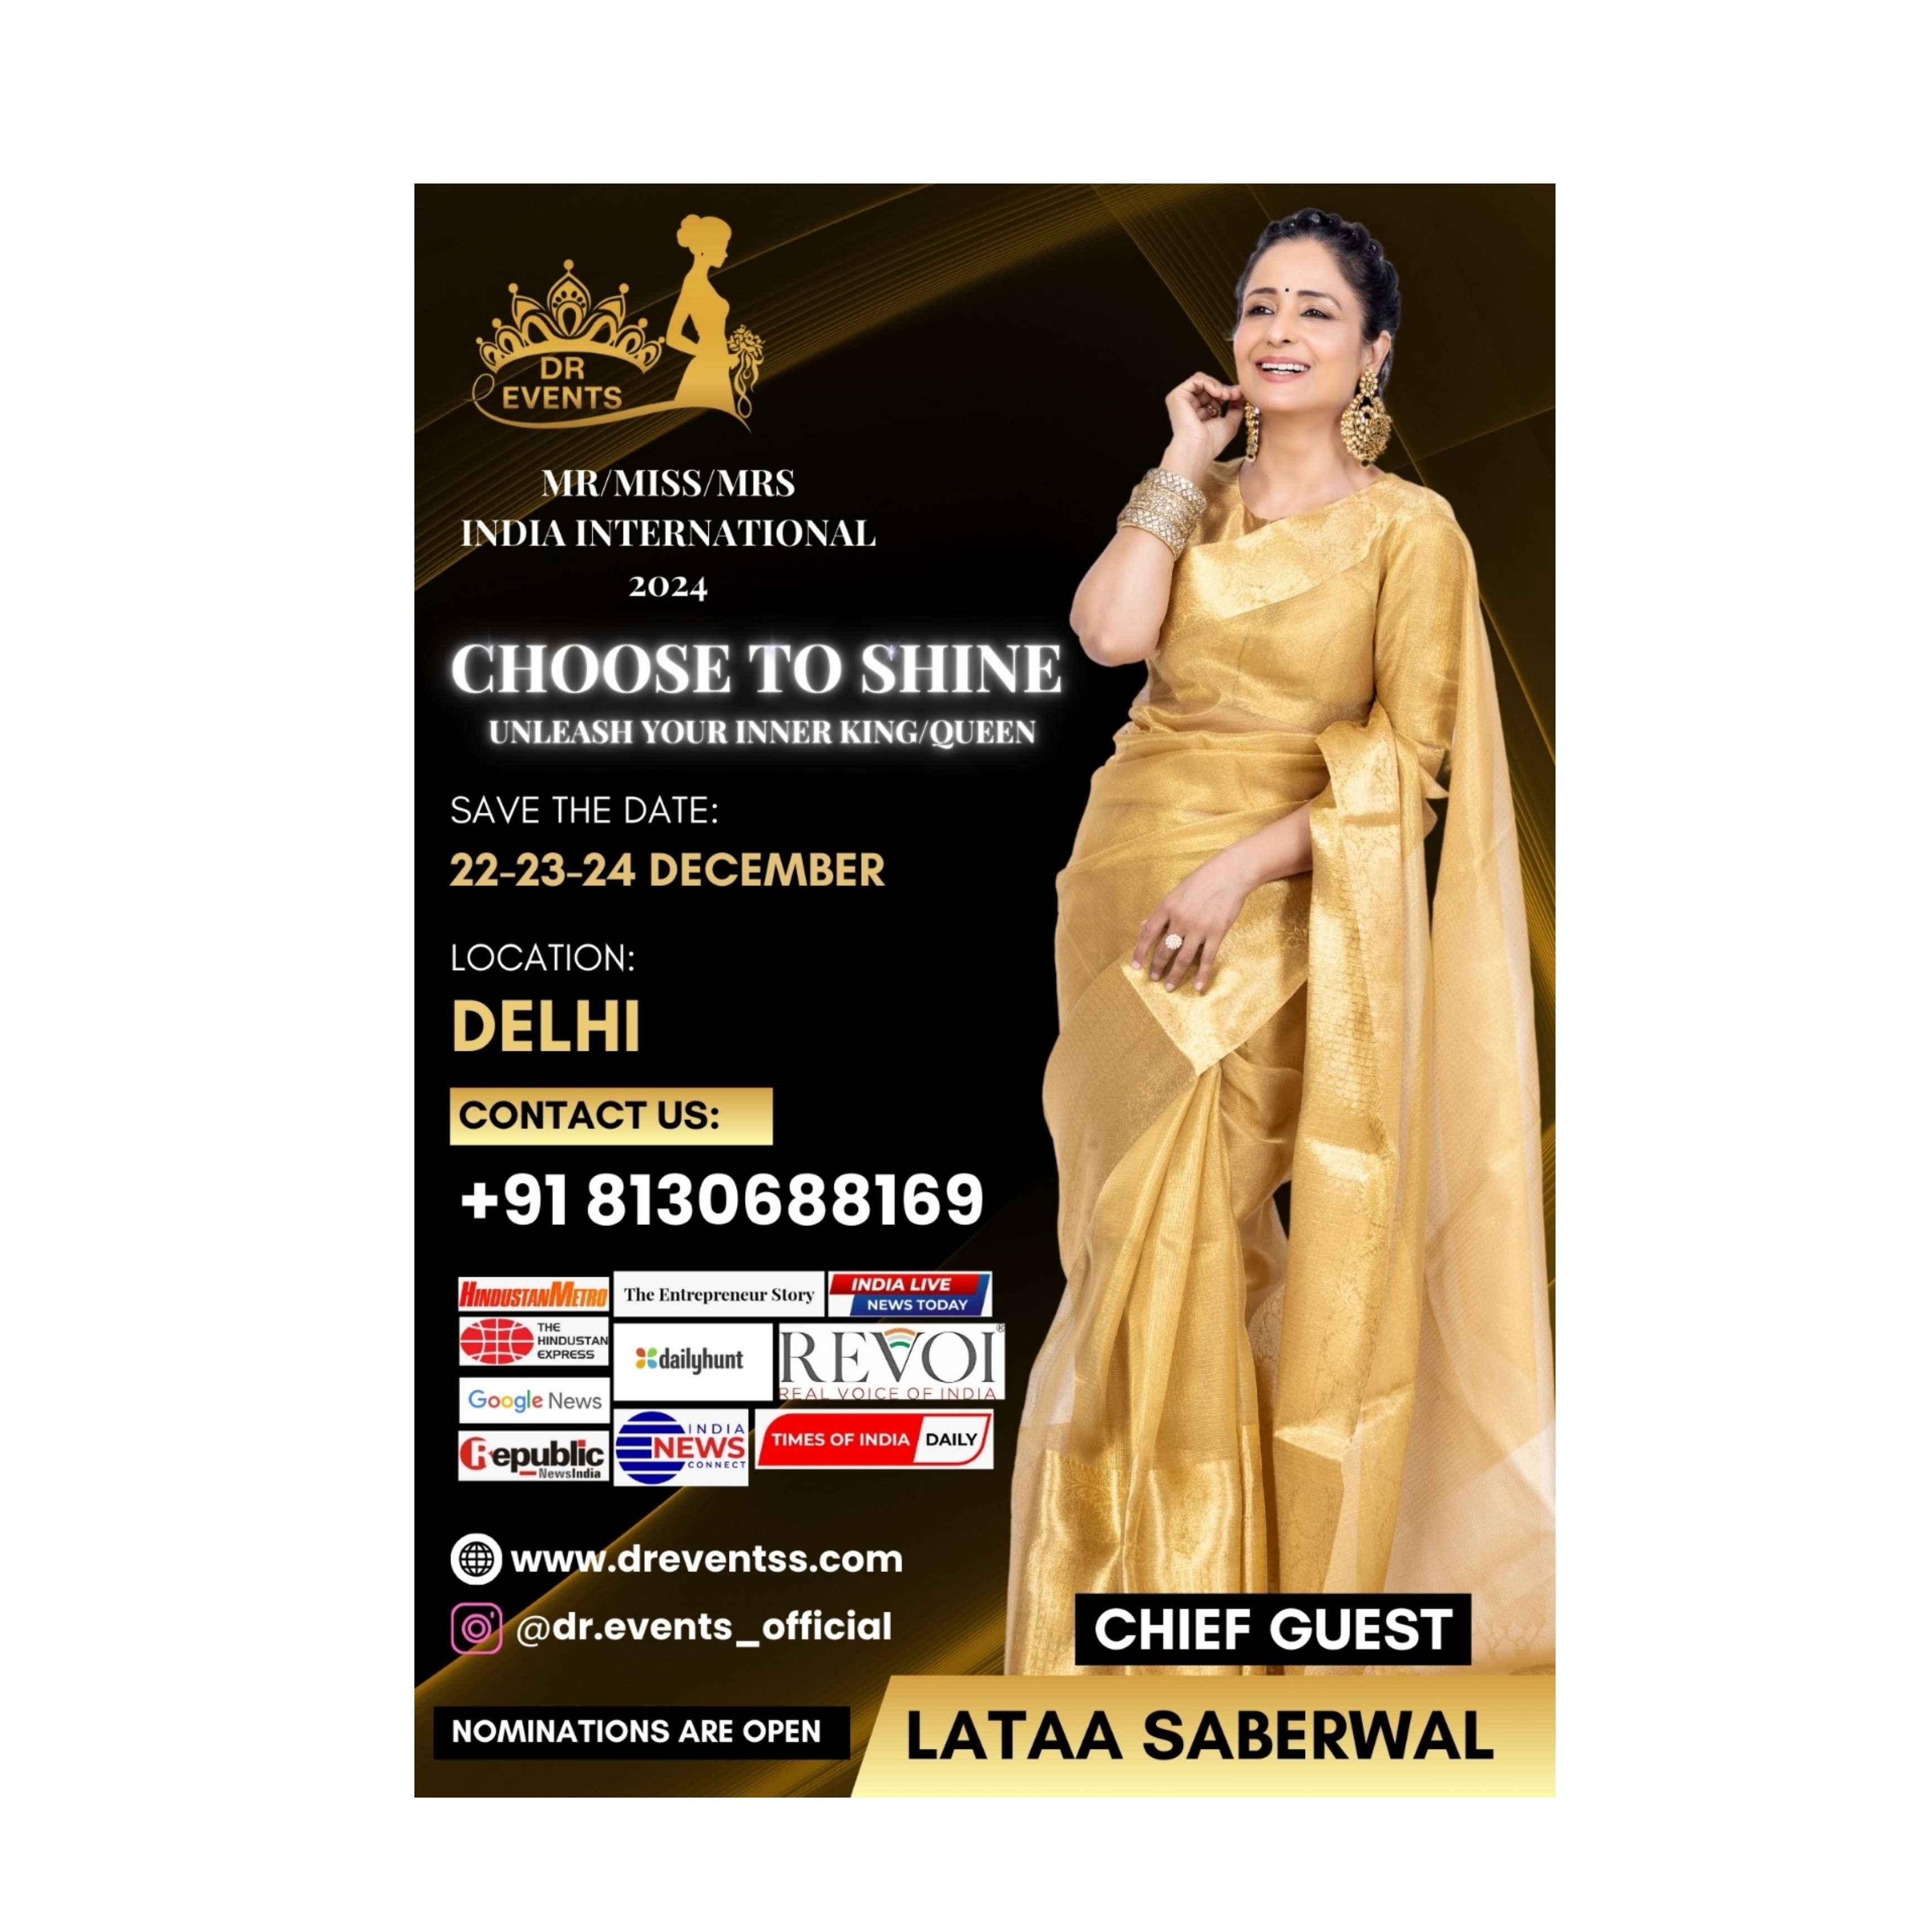 DR
EVENTS
MR/MISS/MRS
INDIA INTERNATIONAL
2024
CHOOSE TO SHINE
UNLEASH YOUR INNER KING/QUEEN
SAVE THE DATE:
22-23-24 DECEMBER
LOCATION:
DELHI
CONTACT US:
+91 8130688169
HINDUSTANMETRO
The Entrepreneur Story
INDIA LIVE
NEWS TODAY
THE
HINDUSTAN
EXPRESS
dailyhunt
REVOI®
REAL VOICE OF INDIA
Google News
Republic
NewsIndia
INDIA
NEWS
CONNECT
TIMES OF INDIA DAILY
www.dreventss.com
@dr.events_official
NOMINATIONS ARE OPEN
CHIEF GUEST
LATAA SABERWAL